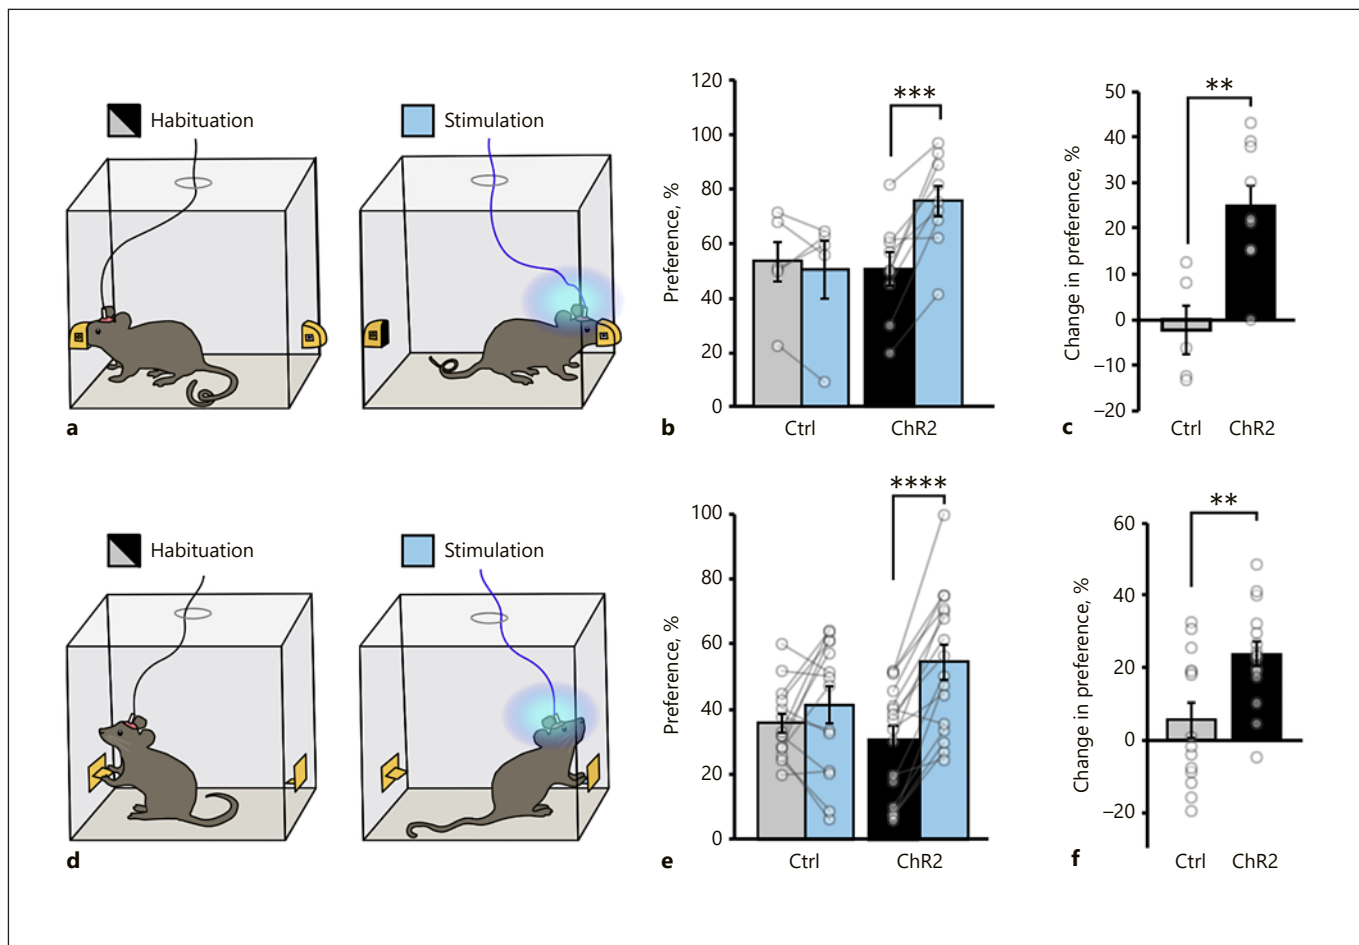 Habituation
Stimulation
a
Preference, %
120
100
80
60
40
20
0
***
Ctrl
ChR2
b
Change in preference, %
50
40
30
20
10
0
–10
–20
**
Ctrl
ChR2
c
Habituation
Stimulation
d
Preference, %
100
80
60
40
20
0
****
Ctrl
ChR2
e
Change in preference, %
60
40
20
0
–20
**
Ctrl
ChR2
f